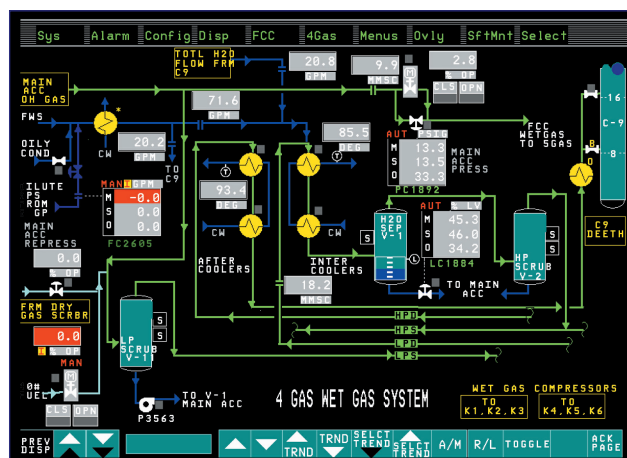 Sys Alarm Config Disp FCC 4Gas Menus Ovly SftMnt Select
TOTL H2O
FLOW FRM
C9
20.8
GPM
9.9
MMSC
M
2.8
% OP
CLS OPN
MAIN
ACC
OH GAS
FWS
71.6
GPM
*
OILY
COND
CW
20.2
GPM
TO
C9
85.5
DEG
T
T
AUT PSIG
M 13.3
S 13.5
O 33.3
PC1892
MAIN
ACC
PRESS
FCC
WETGAS
TO 5GAS
16
C-9
8
B
O
C9
DEETH
ILUTE
PS
ROM
GP
MAN I GPM
M -0.0
S 0.0
O 0.0
FC2605
93.4
DEG
CW
CW
MAIN
ACC
REPRESS
0.0
% OP
AFTER
COOLERS
INTER
COOLERS
S
H2O
SEP
V-1
L
AUT % LV
M 45.3
S 46.0
O 34.2
LC1884
S
S
HP
SCRUB
V-2
TO MAIN
ACC
18.2
MMSC
FRM DRY
GAS SCRBR
0.0
I % OP
MAN
M
0#
UEL
CLS OPN
LP
SCRUB
V-11
S
S
HPD
HPS
LPD
LPS
TO V-1
MAIN ACC
P3563
4 GAS WET GAS SYSTEM
WET GAS COMPRESSORS
TO
K1,K2,K3
TO
K4,K5,K6
PREV
DISP
TRND
TRND
SELCT
TREND
SELCT
TREND
A/M
R/L
TOGGLE
ACK
PAGE